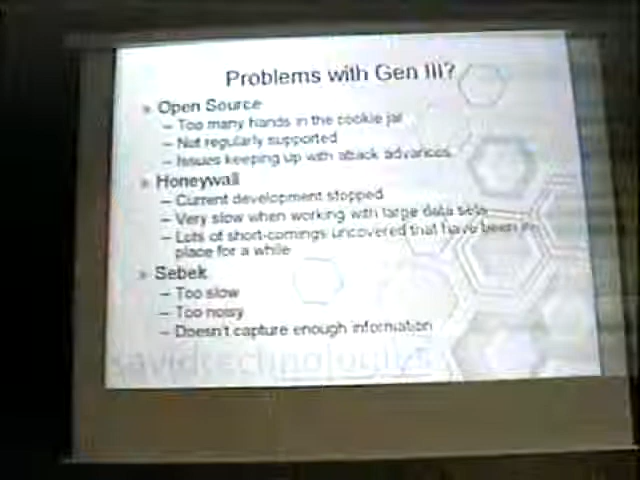 Problems with Gen III?
» Open Source
– Too many hands in the cookie jar
– Not regularly supported
– Issues keeping up with attack advances
» Honeywall
– Current development stopped
– Very slow when working with large data sets
– Lots of short-comings uncovered that have been in
place for a while
» Sebek
– Too slow
– Too noisy
– Doesn't capture enough information
savidtechnologies